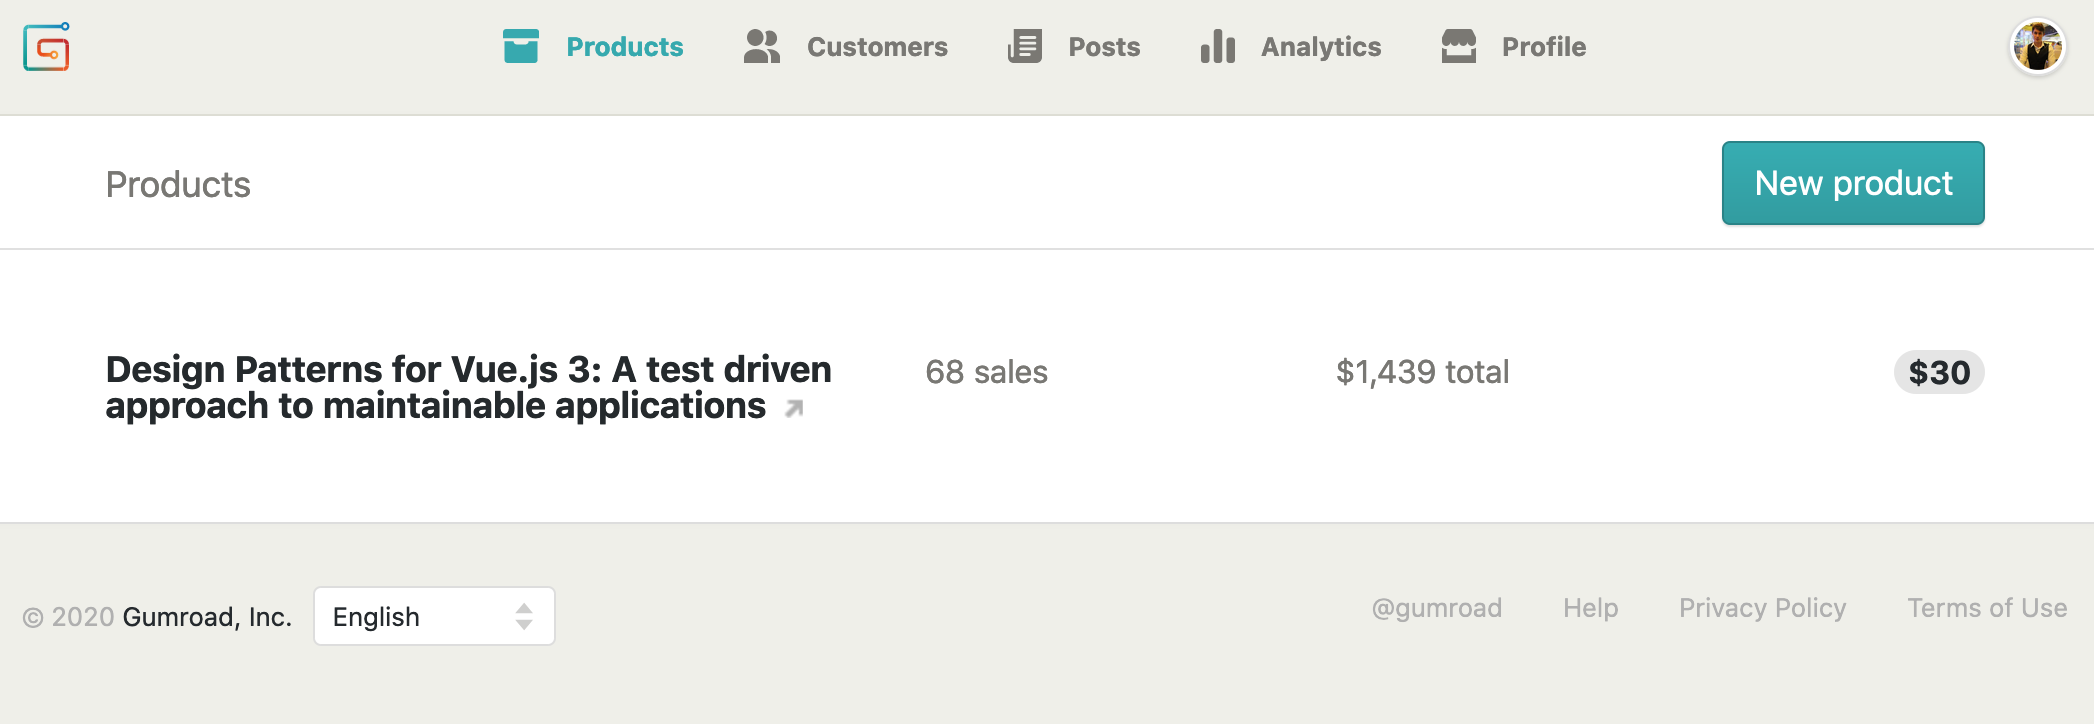 Products Customers Posts Analytics Profile
Products
New product
Design Patterns for Vue.js 3: A test driven
approach to maintainable applications
68 sales
$1,439 total
$30
© 2020 Gumroad, Inc.
English
@gumroad Help Privacy Policy Terms of Use